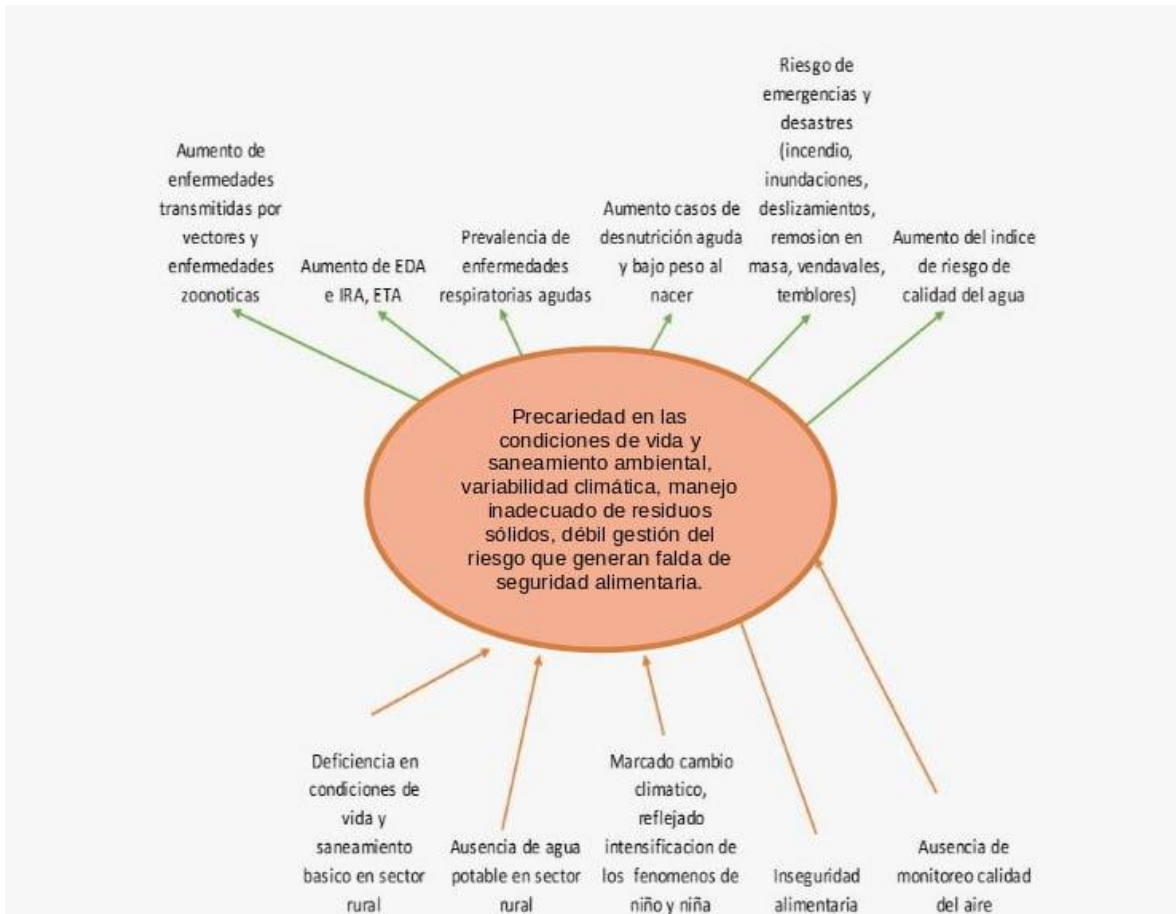 Aumento de
enfermedades
transmitidas por
vectores y
enfermedades
zoonoticas
Aumento de EDA
e IRA, ETA
Prevalencia de
enfermedades
respiratorias agudas
Aumento casos de
desnutrición aguda
y bajo peso al
nacer
Riesgo de
emergencias y
desastres
(incendio,
inundaciones,
deslizamientos,
remosion en
masa, vendavales,
temblores)
Aumento del indice
de riesgo de
calidad del agua
Precariedad en las
condiciones de vida y
saneamiento ambiental,
variabilidad climática, manejo
inadecuado de residuos
sólidos, débil gestión del
riesgo que generan falda de
seguridad alimentaria.
Deficiencia en
condiciones de
vida y
saneamiento
basico en sector
rural
Ausencia de agua
potable en sector
rural
Marcado cambio
climatico,
reflejado
intensificacion de
los fenomenos de
niño y niña
Inseguridad
alimentaria
Ausencia de
monitoreo calidad
del aire